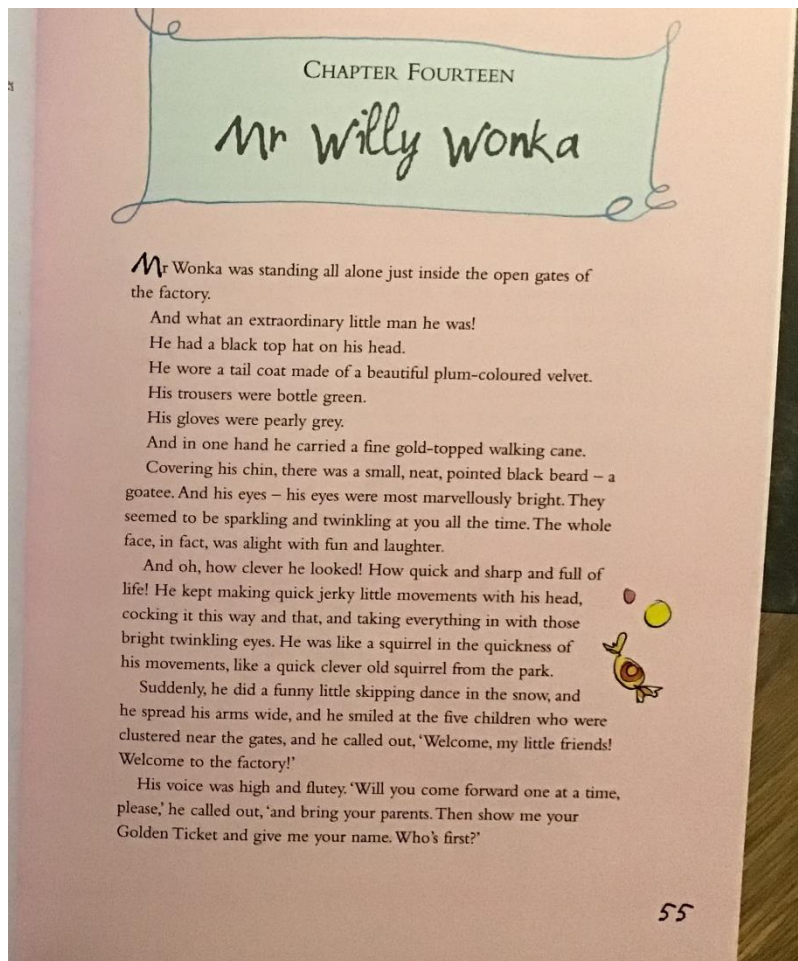 CHAPTER FOURTEEN
Mr Willy Wonka
Mr Wonka was standing all alone just inside the open gates of
the factory.
And what an extraordinary little man he was!
He had a black top hat on his head.
He wore a tail coat made of a beautiful plum-coloured velvet.
His trousers were bottle green.
His gloves were pearly grey.
And in one hand he carried a fine gold-topped walking cane.
Covering his chin, there was a small, neat, pointed black beard – a
goatee. And his eyes – his eyes were most marvellously bright. They
seemed to be sparkling and twinkling at you all the time. The whole
face, in fact, was alight with fun and laughter.
And oh, how clever he looked! How quick and sharp and full of
life! He kept making quick jerky little movements with his head,
cocking it this way and that, and taking everything in with those
bright twinkling eyes. He was like a squirrel in the quickness of
his movements, like a quick clever old squirrel from the park.
Suddenly, he did a funny little skipping dance in the snow, and
he spread his arms wide, and he smiled at the five children who were
clustered near the gates, and he called out, ‘Welcome, my little friends!
Welcome to the factory!’
His voice was high and flutey. ‘Will you come forward one at a time,
please,’ he called out, ‘and bring your parents. Then show me your
Golden Ticket and give me your name. Who’s first?’
55